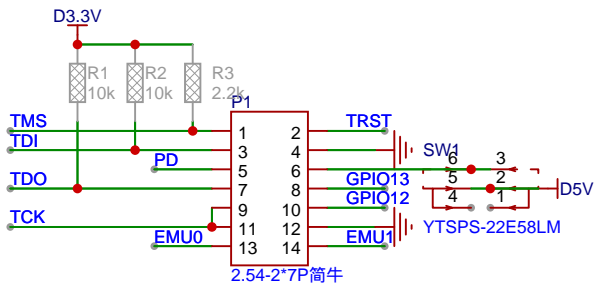 D3.3V
R1 R2 R3
10k 10k 2.2k
P1
TMS 1 2 TRST
TDI 3 4 SW1
PD 5 6 6 3
TDO 7 8 GPIO13 5 2 D5V
9 10 GPIO12 4 1
TCK 11 12 YTSPS-22E58LM
EMU0 13 14 EMU1
2.54-2*7P简牛